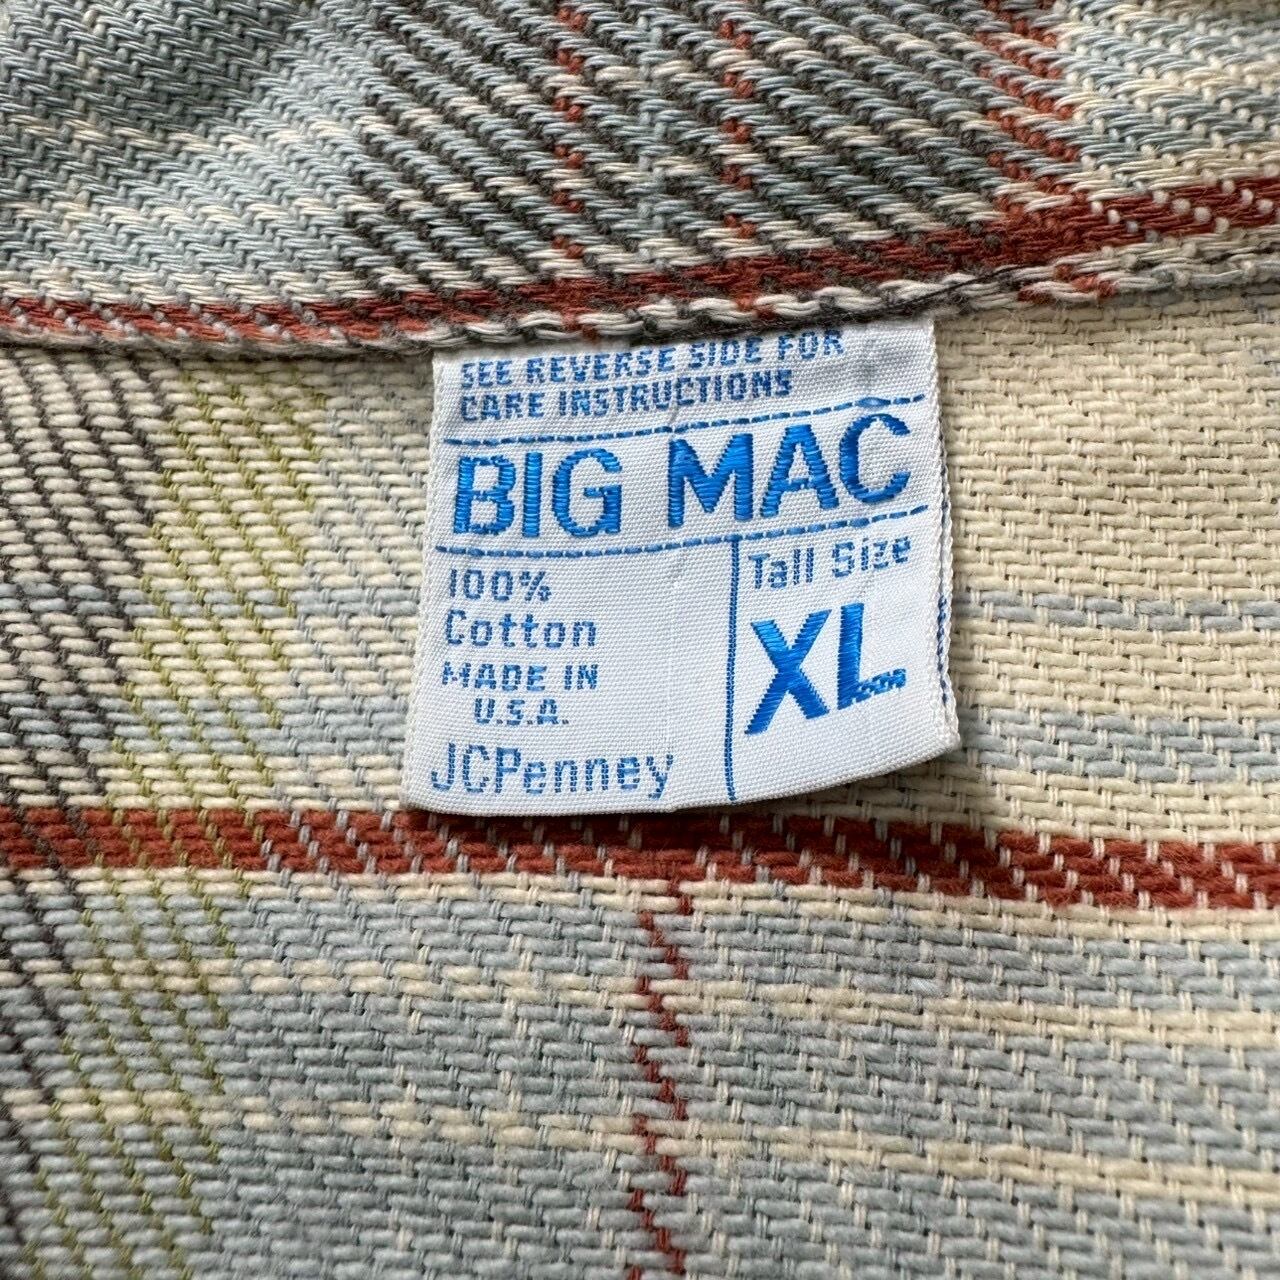 SEE REVERSE SIDE FOR
CARE INSTRUCTIONS
BIG MAC
100%
Cotton
MADE IN
U.S.A.
JCPenney
Tall Size
XL